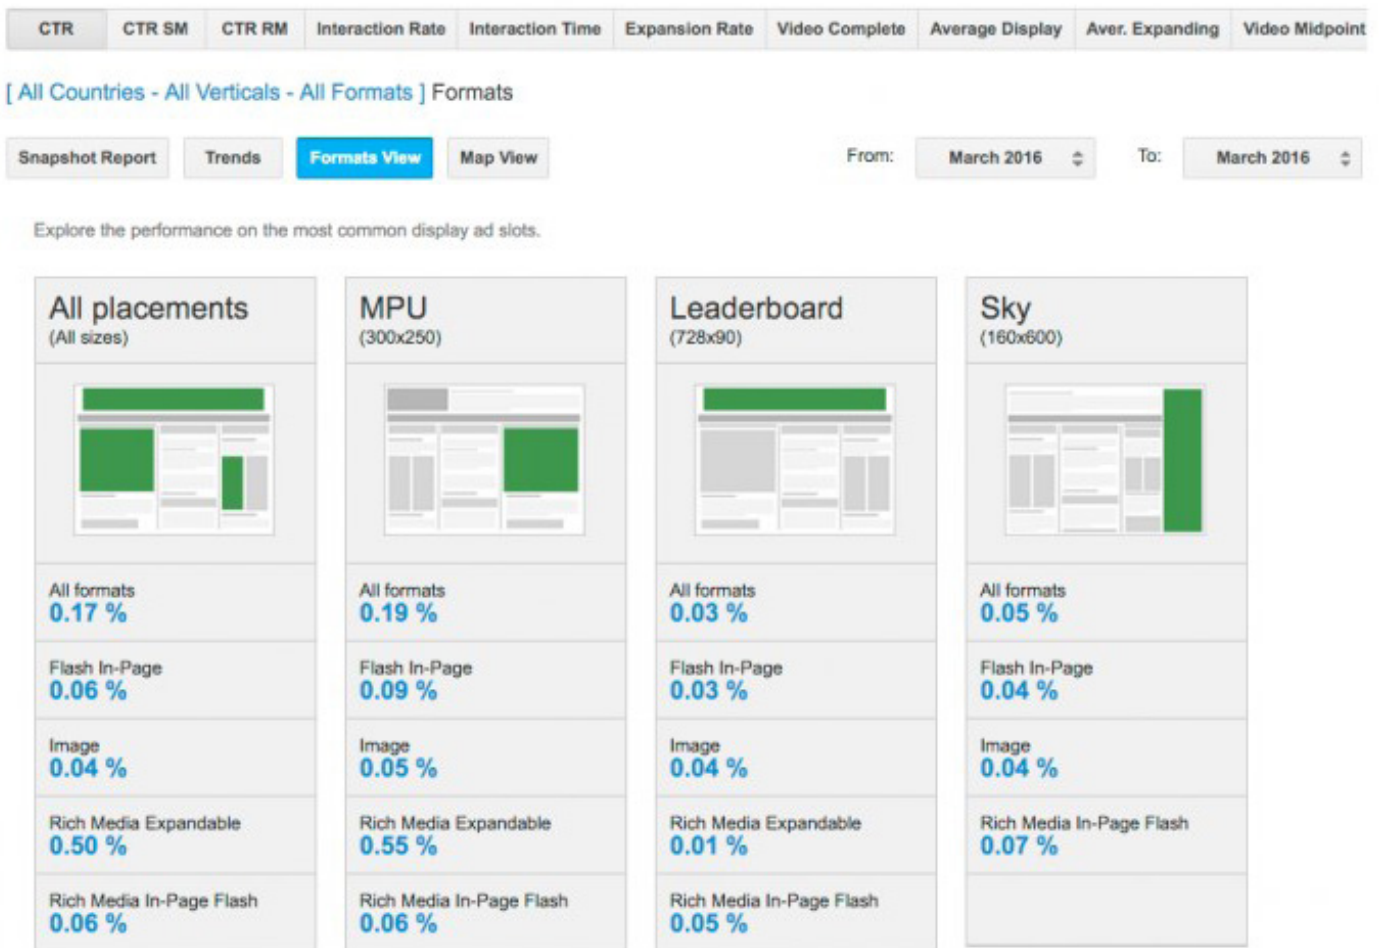 CTR CTR SM CTR RM Interaction Rate Interaction Time Expansion Rate Video Complete Average Display Aver. Expanding Video Midpoint
[ All Countries - All Verticals - All Formats ] Formats
Snapshot Report Trends Formats View Map View From: March 2016 To: March 2016
Explore the performance on the most common display ad slots.
All placements
(All sizes)
All formats
0.17 %
Flash In-Page
0.06 %
Image
0.04 %
Rich Media Expandable
0.50 %
Rich Media In-Page Flash
0.06 %
MPU
(300x250)
All formats
0.19 %
Flash In-Page
0.09 %
Image
0.05 %
Rich Media Expandable
0.55 %
Rich Media In-Page Flash
0.06 %
Leaderboard
(728x90)
All formats
0.03 %
Flash In-Page
0.03 %
Image
0.04 %
Rich Media Expandable
0.01 %
Rich Media In-Page Flash
0.05 %
Sky
(160x600)
All formats
0.05 %
Flash In-Page
0.04 %
Image
0.04 %
Rich Media In-Page Flash
0.07 %